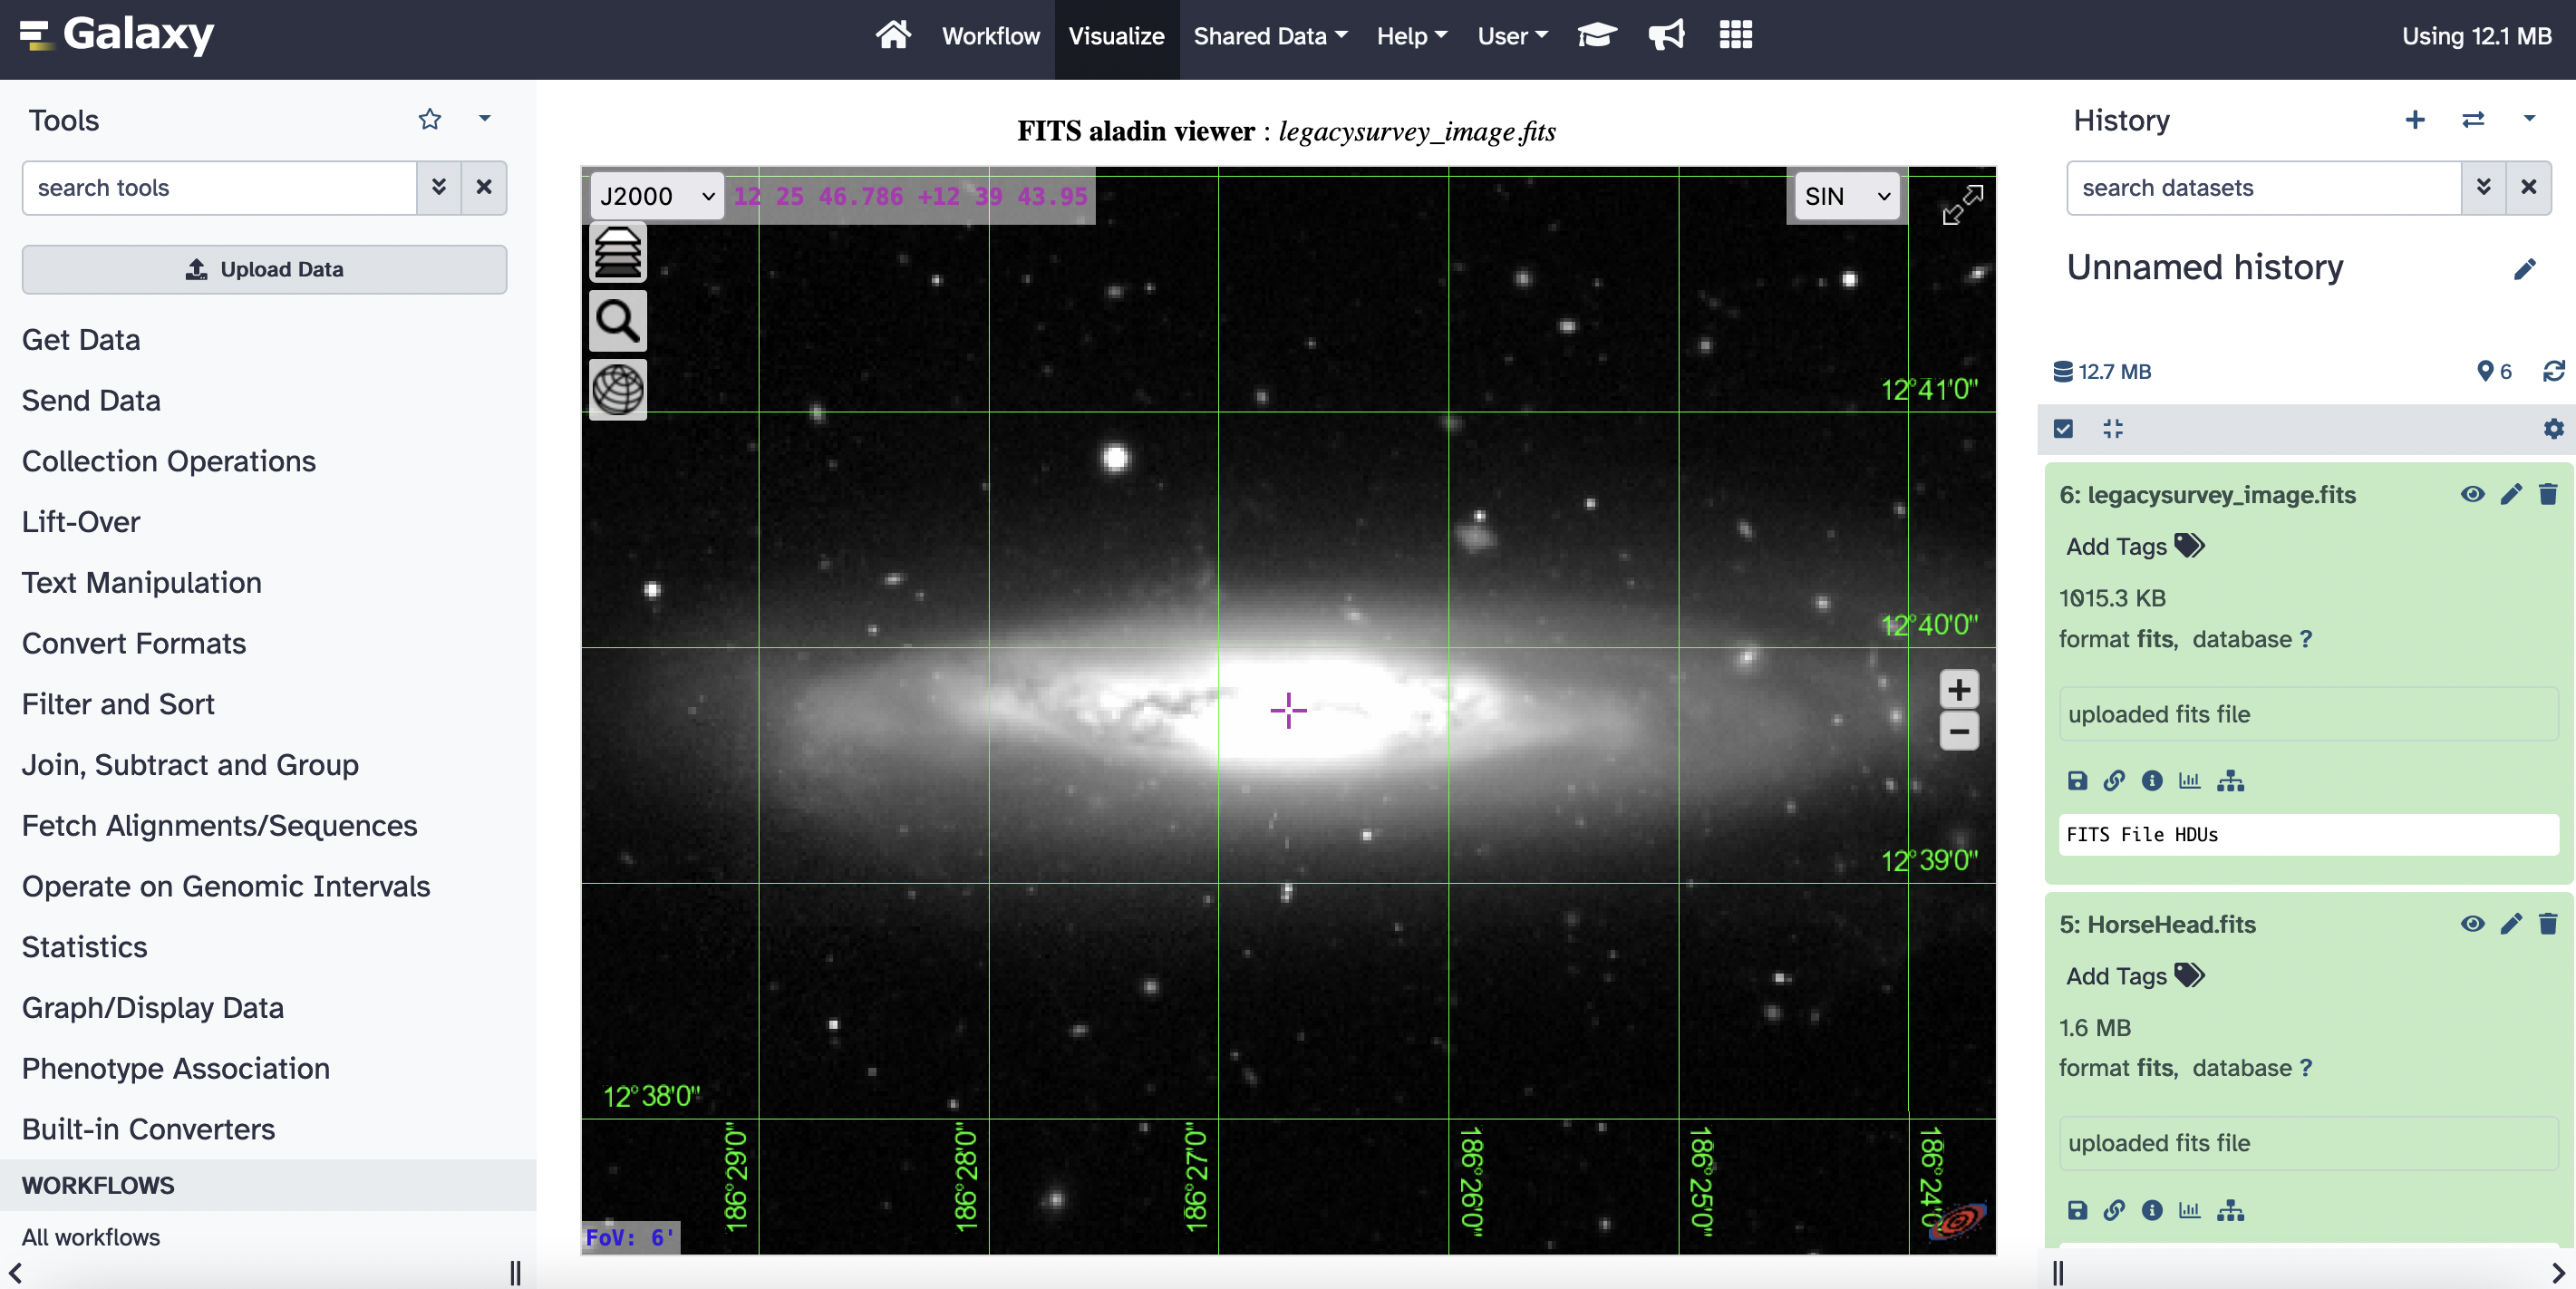 Galaxy
Workflow Visualize Shared Data Help User
Using 12.1 MB
Tools
search tools
Upload Data
Get Data
Send Data
Collection Operations
Lift-Over
Text Manipulation
Convert Formats
Filter and Sort
Join, Subtract and Group
Fetch Alignments/Sequences
Operate on Genomic Intervals
Statistics
Graph/Display Data
Phenotype Association
Built-in Converters
WORKFLOWS
All workflows
FITS aladin viewer : legacysurvey_image.fits
J2000 12 25 46.786 +12 39 43.95
SIN
12°41'0"
12°40'0"
12°39'0"
12°38'0"
186°29'0"
186°28'0"
186°27'0"
186°26'0"
186°25'0"
186°24'0
FoV: 6'
History
search datasets
Unnamed history
12.7 MB
6
6: legacysurvey_image.fits
Add Tags
1015.3 KB
format fits, database ?
uploaded fits file
FITS File HDUs
5: HorseHead.fits
Add Tags
1.6 MB
format fits, database ?
uploaded fits file